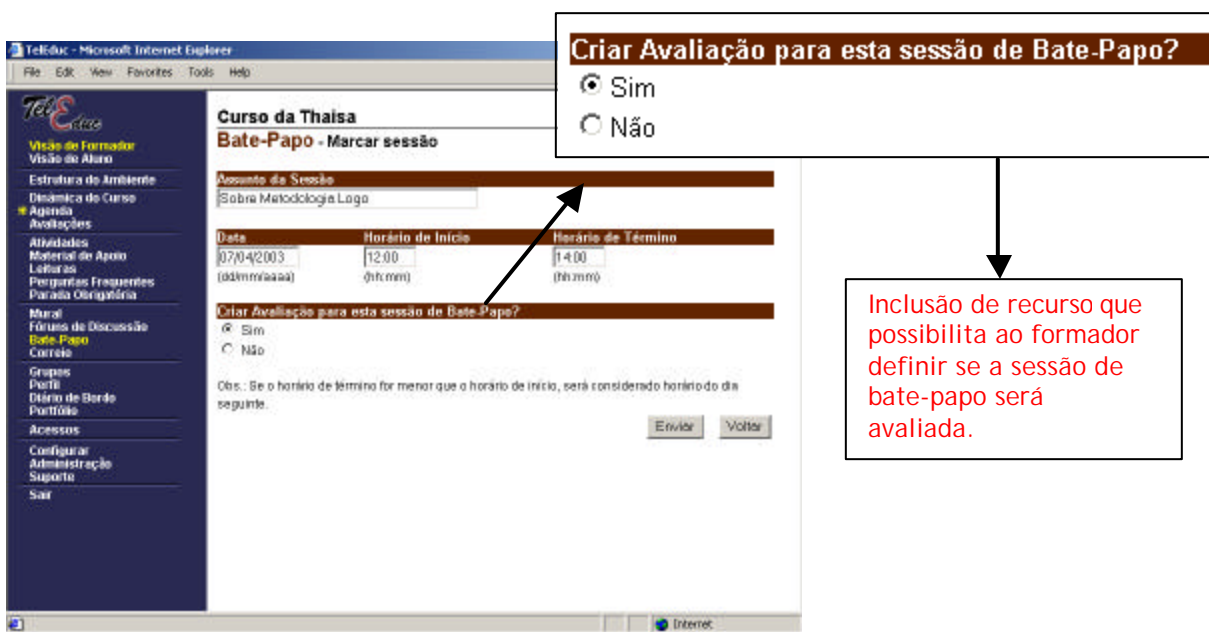 TelEduc - Microsoft Internet Explorer
File Edit View Favorites Tools Help
TelEduc
Visão de Formador
Visão de Aluno
Estrutura do Ambiente
Dinâmica do Curso
Agenda
Avaliações
Atividades
Material de Apoio
Leituras
Perguntas Frequentes
Parada Obrigatória
Mural
Fóruns de Discussão
Bate-Papo
Correio
Grupos
Perfil
Diário de Bordo
Portfólio
Acessos
Configurar
Administração
Suporte
Sair
Curso da Thaisa
Bate-Papo - Marcar sessão
Assunto da Sessão
Sobre Metodologia Logo
Data Horário de Início Horário de Término
07/04/2003 12:00 14:00
(dd/mm/aaaa) (hh:mm) (hh:mm)
Criar Avaliação para esta sessão de Bate-Papo?
Sim
Não
Obs.: Se o horário de término for menor que o horário de início, será considerado horário do dia
seguinte.
Enviar Voltar
Internet
Criar Avaliação para esta sessão de Bate-Papo?
Sim
Não
Inclusão de recurso que
possibilita ao formador
definir se a sessão de
bate-papo será
avaliada.